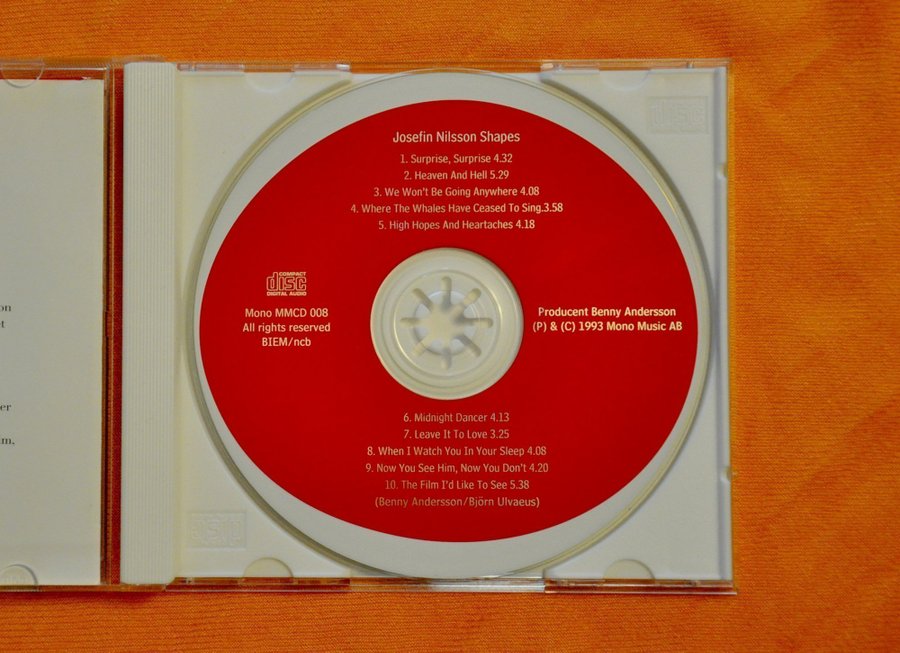 on
et
er
um,
Josefin Nilsson Shapes
1. Surprise, Surprise 4.32
2. Heaven And Hell 5.29
3. We Won't Be Going Anywhere 4.08
4. Where The Whales Have Ceased To Sing.3.58
5. High Hopes And Heartaches 4.18
COMPACT
disc
DIGITAL AUDIO
Mono MMCD 008
All rights reserved
BIEM/ncb
Producent Benny Andersson
(P) & (C) 1993 Mono Music AB
6. Midnight Dancer 4.13
7. Leave It To Love 3.25
8. When I Watch You In Your Sleep 4.08
9. Now You See Him, Now You Don't 4.20
10. The Film I'd Like To See 5.38
(Benny Andersson/Björn Ulvaeus)
disc